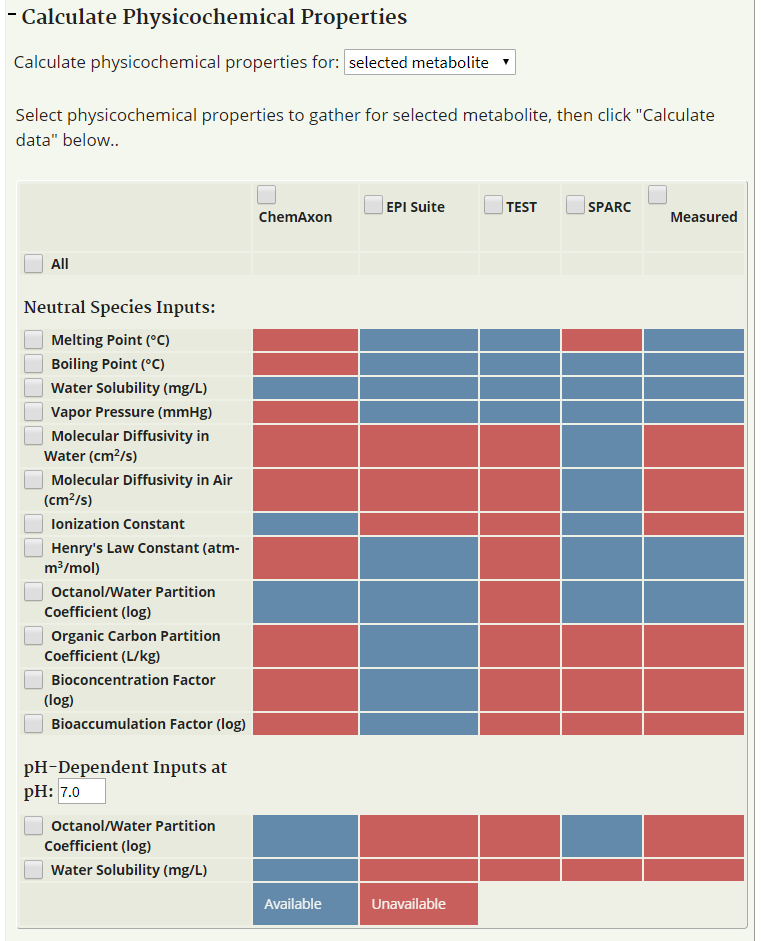 Calculate Physicochemical Properties
Calculate physicochemical properties for: selected metabolite
Select physicochemical properties to gather for selected metabolite, then click "Calculate
data" below..
ChemAxon EPI Suite TEST SPARC Measured
All
Neutral Species Inputs:
Melting Point (ºC)
Boiling Point (ºC)
Water Solubility (mg/L)
Vapor Pressure (mmHg)
Molecular Diffusivity in
Water (cm²/s)
Molecular Diffusivity in Air
(cm²/s)
Ionization Constant
Henry's Law Constant (atm-
m³/mol)
Octanol/Water Partition
Coefficient (log)
Organic Carbon Partition
Coefficient (L/kg)
Bioconcentration Factor
(log)
Bioaccumulation Factor (log)
pH-Dependent Inputs at
pH: 7.0
Octanol/Water Partition
Coefficient (log)
Water Solubility (mg/L)
Available Unavailable